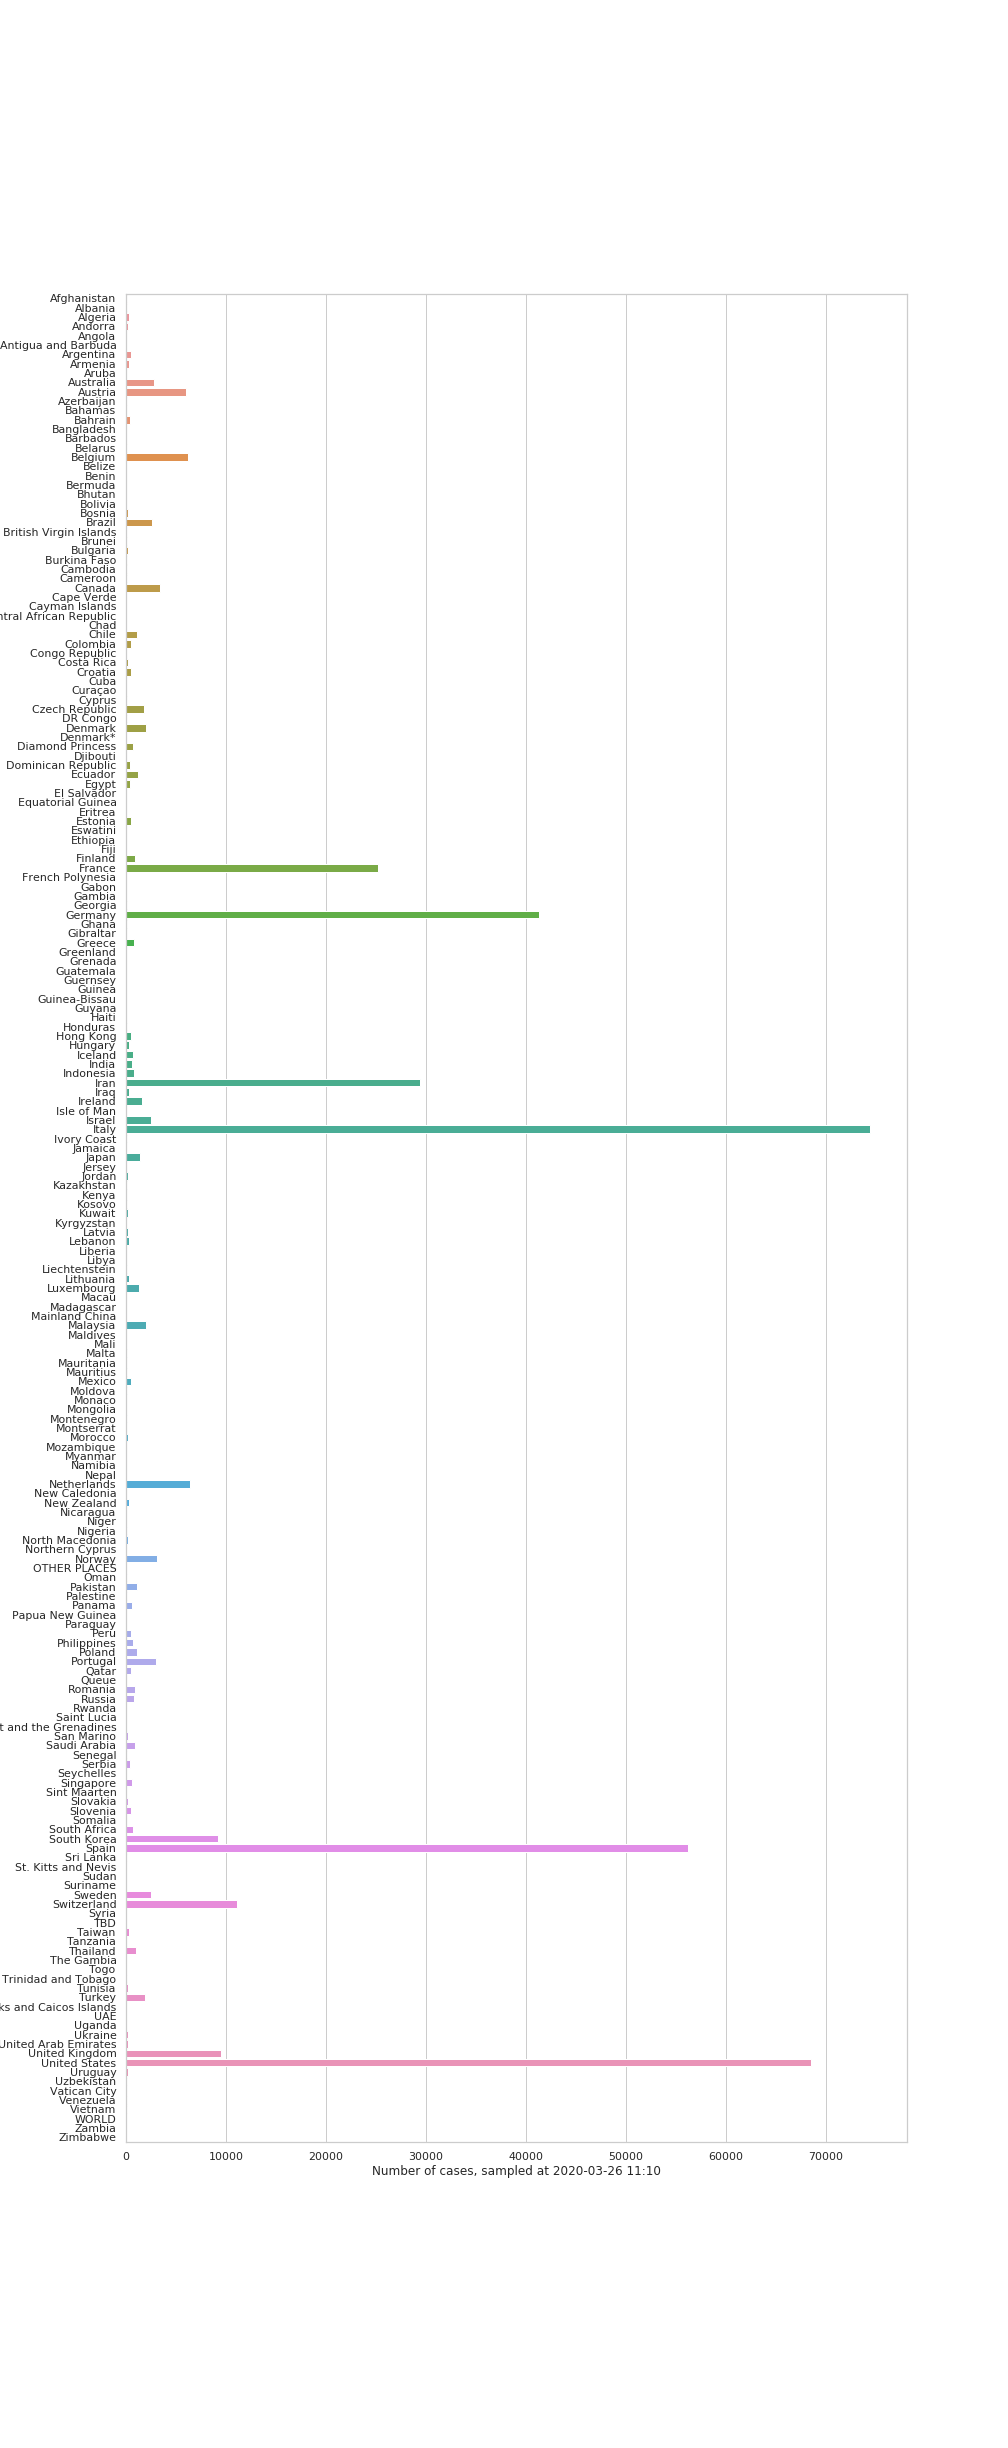 Afghanistan
Albania
Algeria
Andorra
Angola
Antigua and Barbuda
Argentina
Armenia
Aruba
Australia
Austria
Azerbaijan
Bahamas
Bahrain
Bangladesh
Barbados
Belarus
Belgium
Belize
Benin
Bermuda
Bhutan
Bolivia
Bosnia
Brazil
British Virgin Islands
Brunei
Bulgaria
Burkina Faso
Cambodia
Cameroon
Canada
Cape Verde
Cayman Islands
ntral African Republic
Chad
Chile
Colombia
Congo Republic
Costa Rica
Croatia
Cuba
Curaçao
Cyprus
Czech Republic
DR Congo
Denmark
Denmark*
Diamond Princess
Djibouti
Dominican Republic
Ecuador
Egypt
El Salvador
Equatorial Guinea
Eritrea
Estonia
Eswatini
Ethiopia
Fiji
Finland
France
French Polynesia
Gabon
Gambia
Georgia
Germany
Ghana
Gibraltar
Greece
Greenland
Grenada
Guatemala
Guernsey
Guinea
Guinea-Bissau
Guyana
Haiti
Honduras
Hong Kong
Hungary
Iceland
India
Indonesia
Iran
Iraq
Ireland
Isle of Man
Israel
Italy
Ivory Coast
Jamaica
Japan
Jersey
Jordan
Kazakhstan
Kenya
Kosovo
Kuwait
Kyrgyzstan
Latvia
Lebanon
Liberia
Libya
Liechtenstein
Lithuania
Luxembourg
Macau
Madagascar
Mainland China
Malaysia
Maldives
Mali
Malta
Mauritania
Mauritius
Mexico
Moldova
Monaco
Mongolia
Montenegro
Montserrat
Morocco
Mozambique
Myanmar
Namibia
Nepal
Netherlands
New Caledonia
New Zealand
Nicaragua
Niger
Nigeria
North Macedonia
Northern Cyprus
Norway
OTHER PLACES
Oman
Pakistan
Palestine
Panama
Papua New Guinea
Paraguay
Peru
Philippines
Poland
Portugal
Qatar
Queue
Romania
Russia
Rwanda
Saint Lucia
t and the Grenadines
San Marino
Saudi Arabia
Senegal
Serbia
Seychelles
Singapore
Sint Maarten
Slovakia
Slovenia
Somalia
South Africa
South Korea
Spain
Sri Lanka
St. Kitts and Nevis
Sudan
Suriname
Sweden
Switzerland
Syria
TBD
Taiwan
Tanzania
Thailand
The Gambia
Togo
Trinidad and Tobago
Tunisia
Turkey
ks and Caicos Islands
UAE
Uganda
Ukraine
United Arab Emirates
United Kingdom
United States
Uruguay
Uzbekistan
Vatican City
Venezuela
Vietnam
WORLD
Zambia
Zimbabwe
0 10000 20000 30000 40000 50000 60000 70000
Number of cases, sampled at 2020-03-26 11:10